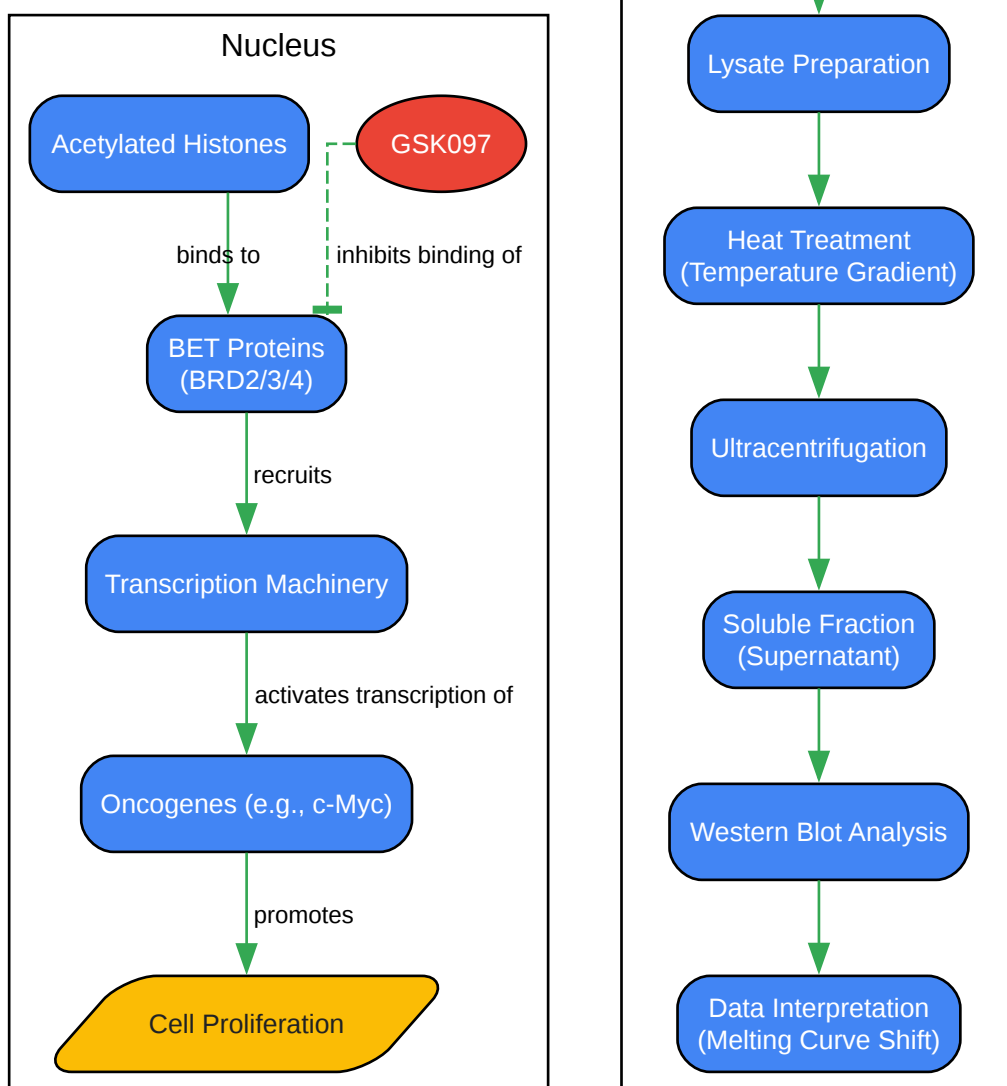 Nucleus
Acetylated Histones
GSK097
binds to
inhibits binding of
BET Proteins
(BRD2/3/4)
recruits
Transcription Machinery
activates transcription of
Oncogenes (e.g., c-Myc)
promotes
Cell Proliferation
Lysate Preparation
Heat Treatment
(Temperature Gradient)
Ultracentrifugation
Soluble Fraction
(Supernatant)
Western Blot Analysis
Data Interpretation
(Melting Curve Shift)